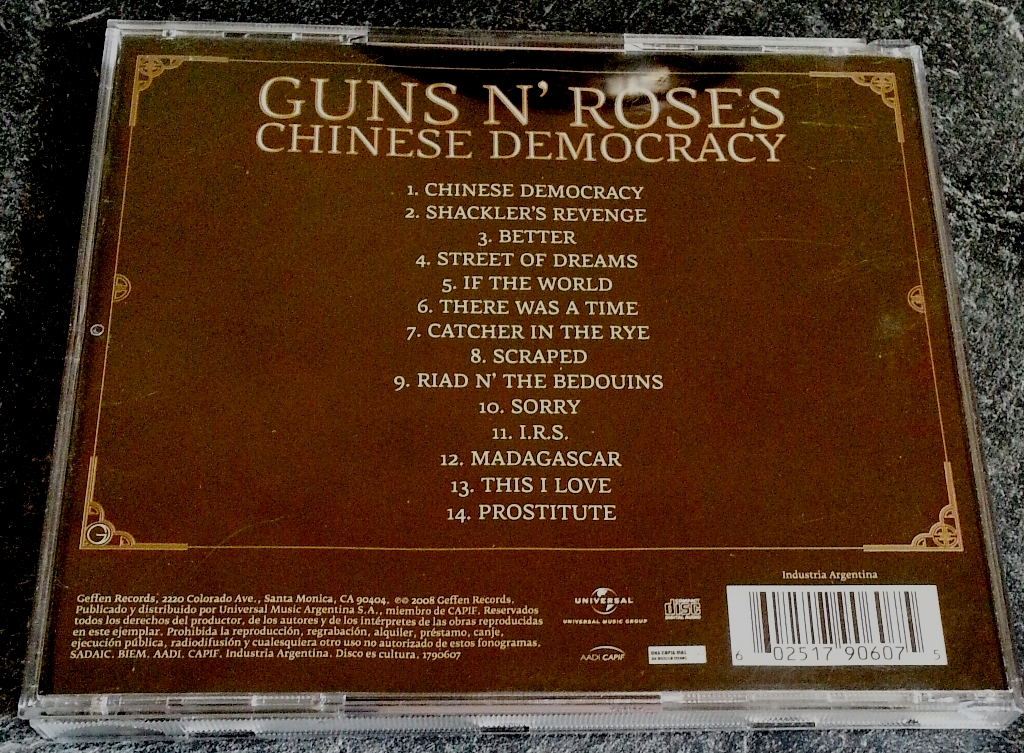 GUNS N' ROSES
CHINESE DEMOCRACY
1. CHINESE DEMOCRACY
2. SHACKLER'S REVENGE
3. BETTER
4. STREET OF DREAMS
5. IF THE WORLD
6. THERE WAS A TIME
7. CATCHER IN THE RYE
8. SCRAPED
9. RIAD N' THE BEDOUINS
10. SORRY
11. I.R.S.
12. MADAGASCAR
13. THIS I LOVE
14. PROSTITUTE
Industria Argentina
Geffen Records, 2220 Colorado Ave., Santa Monica, CA 90404, ℗© 2008 Geffen Records.
Publicado y distribuido por Universal Music Argentina S.A., miembro de CAPIF. Reservados
todos los derechos del productor, de los autores y de los intérpretes de las obras reproducidas
en este ejemplar. Prohibida la reproducción, regrabación, alquiler, préstamo, canje,
ejecución pública, radiodifusión y cualesquiera otro uso no autorizado de estos fonogramas.
SADAIC. BIEM. AADI. CAPIF. Industria Argentina. Disco es cultura. 1790607
UNIVERSAL
UNIVERSAL MUSIC GROUP
COMPACT
disc
DIGITAL AUDIO
AADI CAPIF
UNA COPIA MAS
6 02517 90607 5